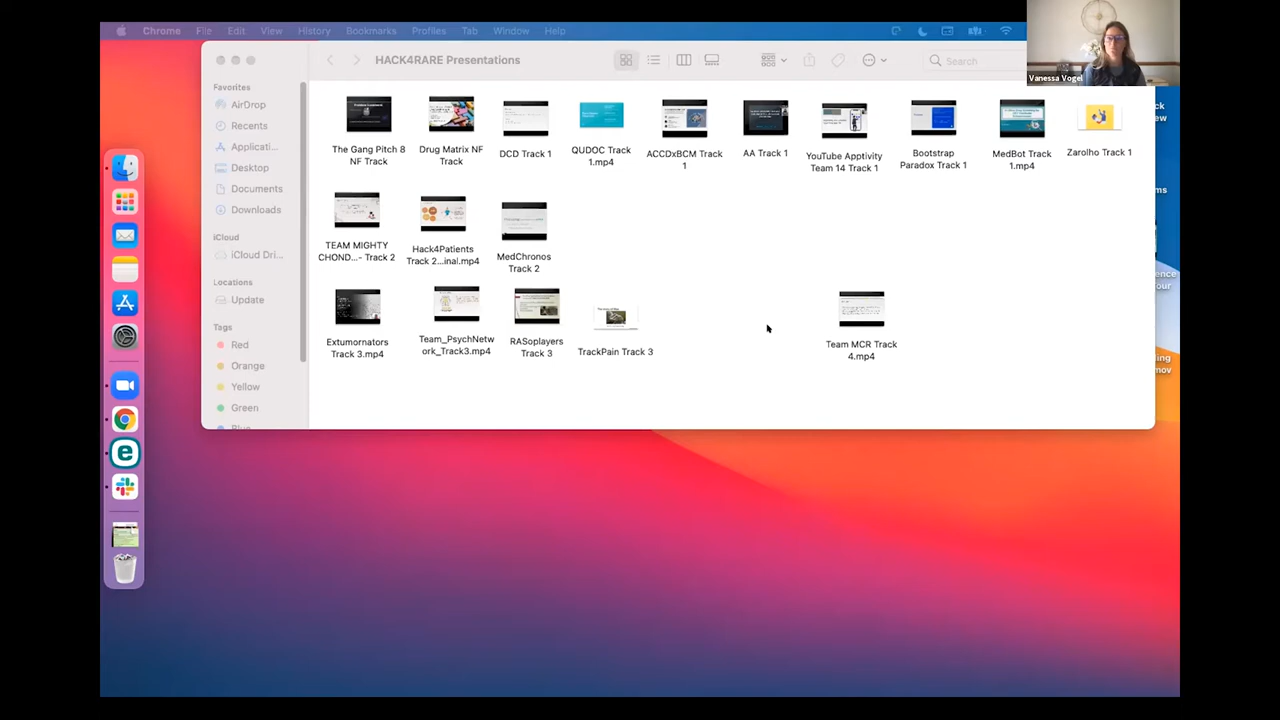 Chrome File Edit View History Bookmarks Profiles Tab Window Help
Vanessa Vogel
HACK4RARE Presentations
Search
Favorites
AirDrop
Recents
Applicati...
Desktop
Documents
Downloads
iCloud
iCloud Dri...
Locations
Update
Tags
Red
Orange
Yellow
Green
The Gang Pitch 8
NF Track
Drug Matrix NF
Track
DCD Track 1
QUDOC Track
1.mp4
ACCDxBCM Track
1
AA Track 1
YouTube Apptivity
Team 14 Track 1
Bootstrap
Paradox Track 1
MedBot Track
1.mp4
Zarolho Track 1
TEAM MIGHTY
CHOND...- Track 2
Hack4Patients
Track 2...inal.mp4
MedChronos
Track 2
Extumornators
Track 3.mp4
Team_PsychNetw
ork_Track3.mp4
RASoplayers
Track 3
TrackPain Track 3
Team MCR Track
4.mp4